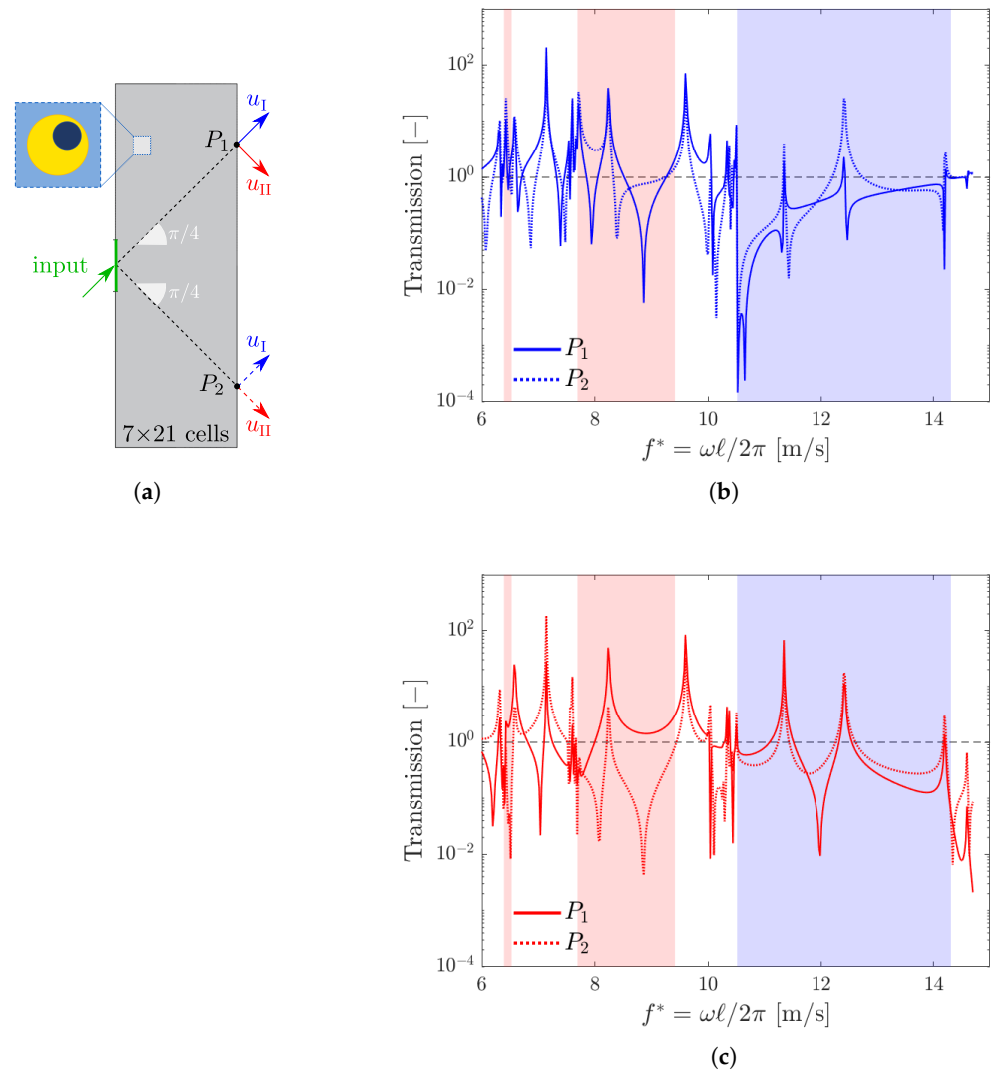 u_I
P_1
u_II
π/4
input
π/4
u_I
P_2
u_II
7×21 cells
(a)
Transmission [−]
10^2
10^0
10^−2
10^−4
P_1
P_2
6 8 10 12 14
f* = ωℓ/2π [m/s]
(b)
Transmission [−]
10^2
10^0
10^−2
10^−4
P_1
P_2
6 8 10 12 14
f* = ωℓ/2π [m/s]
(c)